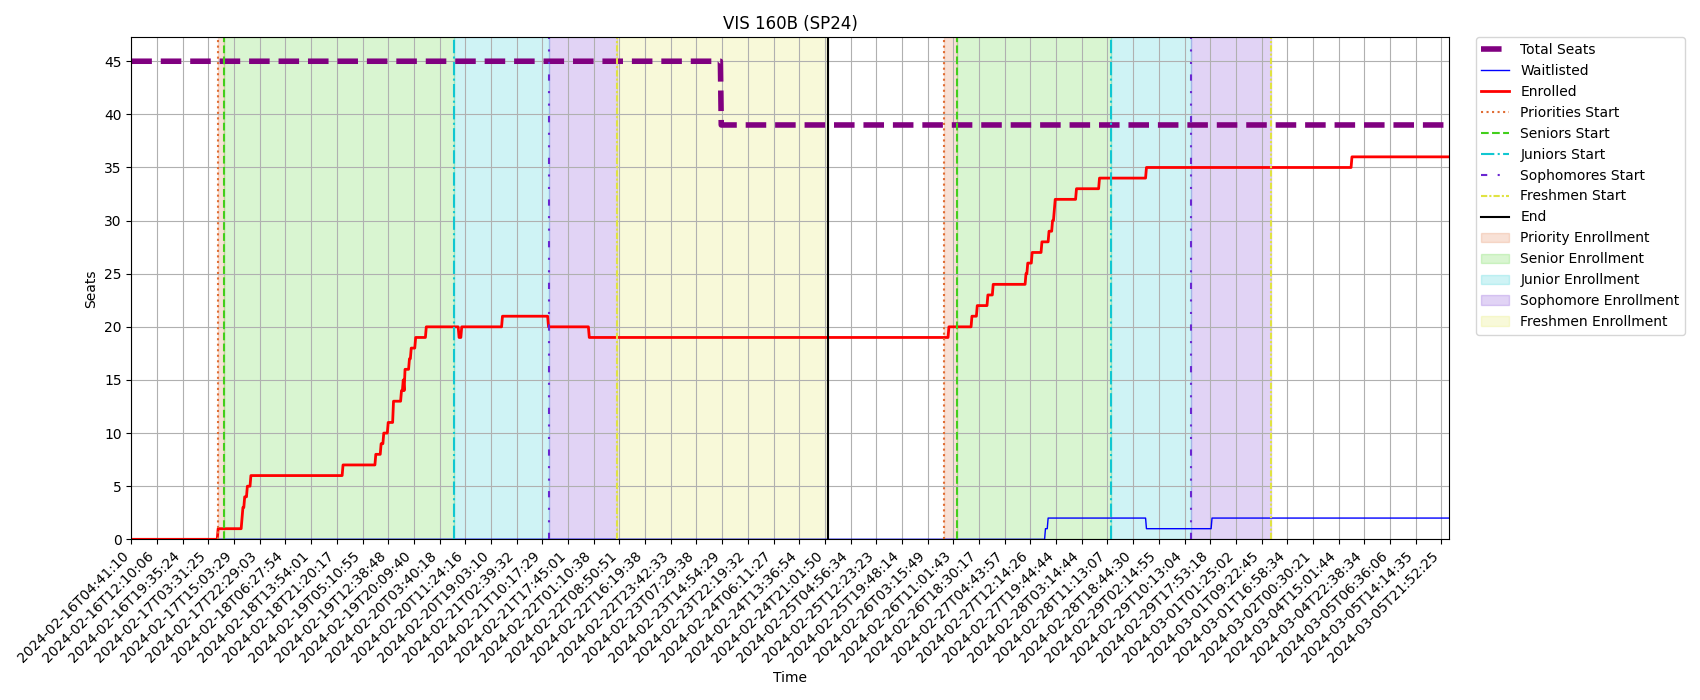 VIS 160B (SP24)
Seats
45
40
35
30
25
20
15
10
5
0
2024-02-16T04:41:10
2024-02-16T12:10:06
2024-02-16T19:35:24
2024-02-17T03:31:25
2024-02-17T15:03:29
2024-02-17T22:29:03
2024-02-18T06:27:54
2024-02-18T13:54:01
2024-02-18T21:20:17
2024-02-19T05:10:55
2024-02-19T12:38:48
2024-02-19T20:09:40
2024-02-20T03:40:18
2024-02-20T11:24:16
2024-02-20T19:03:10
2024-02-21T02:39:32
2024-02-21T10:17:29
2024-02-21T17:45:01
2024-02-22T01:10:38
2024-02-22T08:50:51
2024-02-22T16:19:38
2024-02-22T23:42:33
2024-02-23T07:29:38
2024-02-23T14:54:29
2024-02-23T22:19:32
2024-02-24T06:11:27
2024-02-24T13:36:54
2024-02-24T21:01:50
2024-02-25T04:56:34
2024-02-25T12:23:23
2024-02-25T19:48:14
2024-02-26T03:15:49
2024-02-26T11:01:43
2024-02-26T18:30:17
2024-02-27T04:43:57
2024-02-27T12:14:26
2024-02-27T19:44:44
2024-02-28T03:14:44
2024-02-28T11:13:07
2024-02-28T18:44:30
2024-02-29T02:14:55
2024-02-29T10:13:04
2024-02-29T17:53:18
2024-03-01T01:25:02
2024-03-01T09:22:45
2024-03-01T16:58:34
2024-03-02T00:30:21
2024-03-04T15:01:44
2024-03-04T22:38:34
2024-03-05T06:36:06
2024-03-05T14:14:35
2024-03-05T21:52:25
Time
Total Seats
Waitlisted
Enrolled
Priorities Start
Seniors Start
Juniors Start
Sophomores Start
Freshmen Start
End
Priority Enrollment
Senior Enrollment
Junior Enrollment
Sophomore Enrollment
Freshmen Enrollment